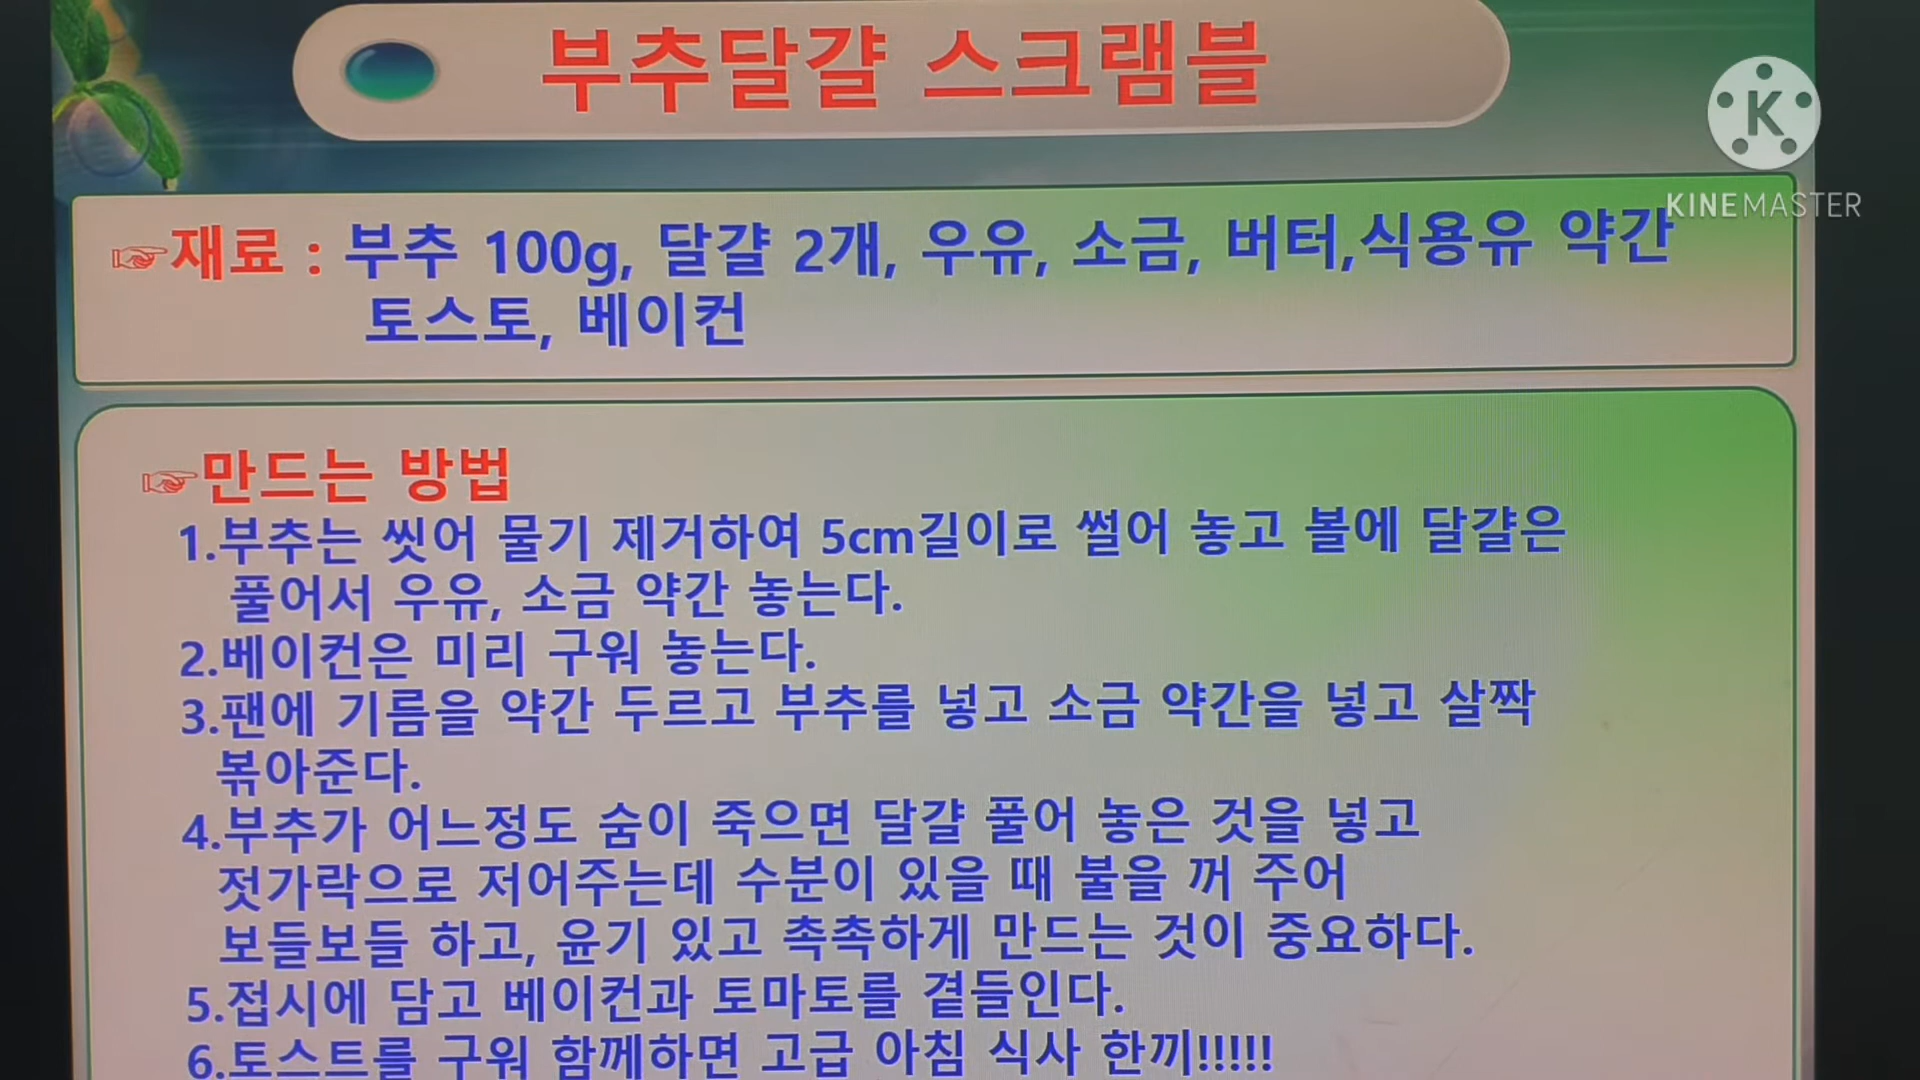 부추달걀 스크램블
K
KINEMASTER
☞재료 : 부추 100g, 달걀 2개, 우유, 소금, 버터,식용유 약간
토스토, 베이컨
☞만드는 방법
1.부추는 씻어 물기 제거하여 5cm길이로 썰어 놓고 볼에 달걀은
풀어서 우유, 소금 약간 놓는다.
2.베이컨은 미리 구워 놓는다.
3.팬에 기름을 약간 두르고 부추를 넣고 소금 약간을 넣고 살짝
볶아준다.
4.부추가 어느정도 숨이 죽으면 달걀 풀어 놓은 것을 넣고
젓가락으로 저어주는데 수분이 있을 때 불을 꺼 주어
보들보들 하고, 윤기 있고 촉촉하게 만드는 것이 중요하다.
5.접시에 담고 베이컨과 토마토를 곁들인다.
6.토스트를 구워 함께하면 고급 아침 식사 한끼!!!!!